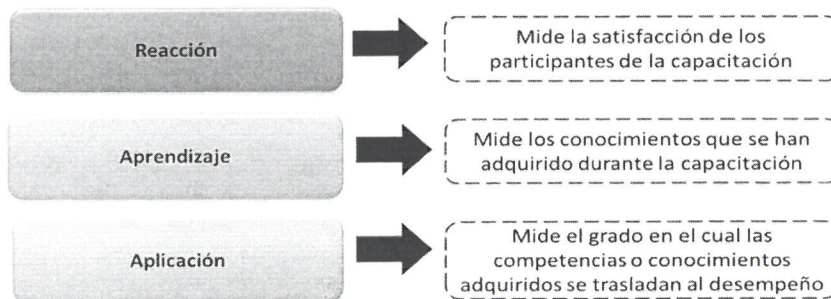 Reacción
Mide la satisfacción de los
participantes de la capacitación
Aprendizaje
Mide los conocimientos que se han
adquirido durante la capacitación
Aplicación
Mide el grado en el cual las
competencias o conocimientos
adquiridos se trasladan al desempeño